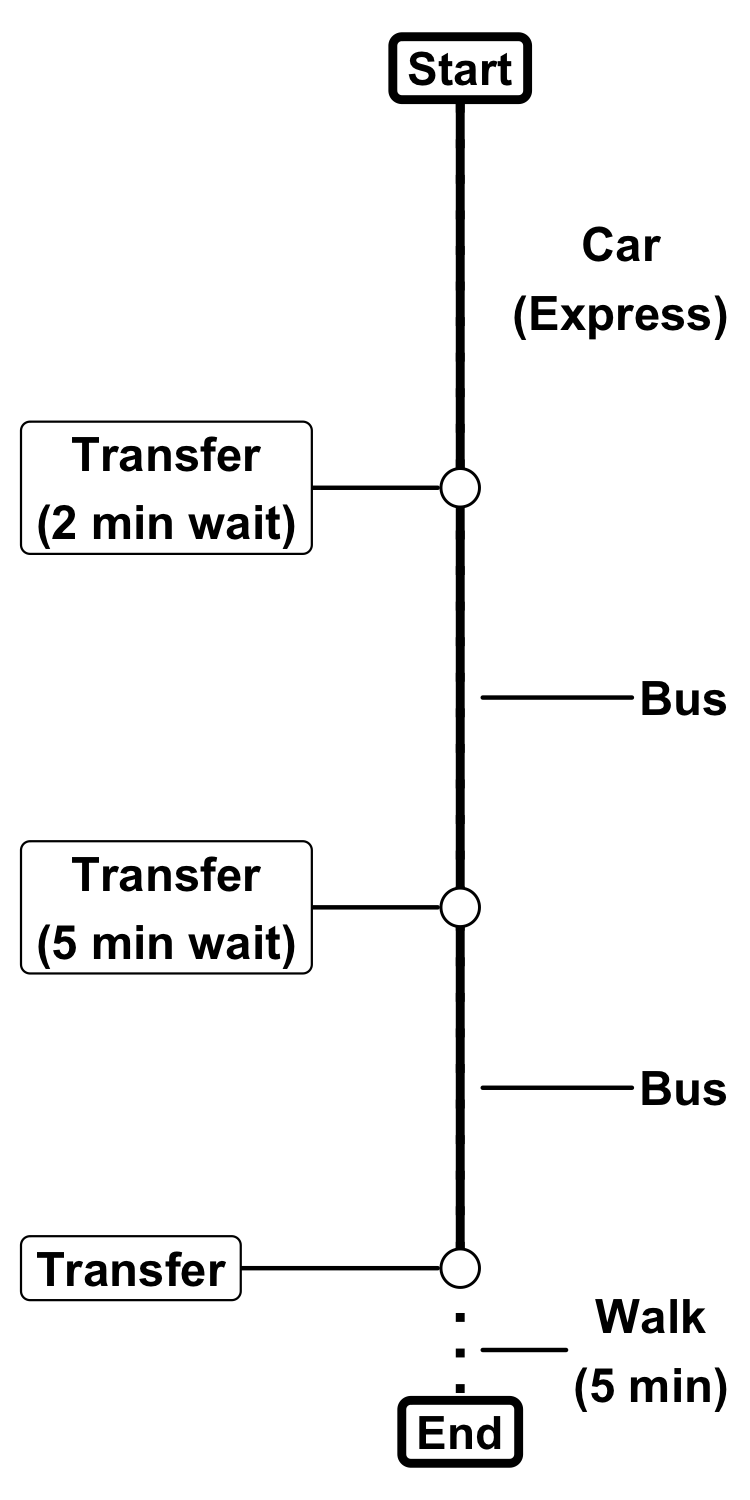 Start
Car
(Express)
Transfer
(2 min wait)
Bus
Transfer
(5 min wait)
Bus
Transfer
Walk
(5 min)
End